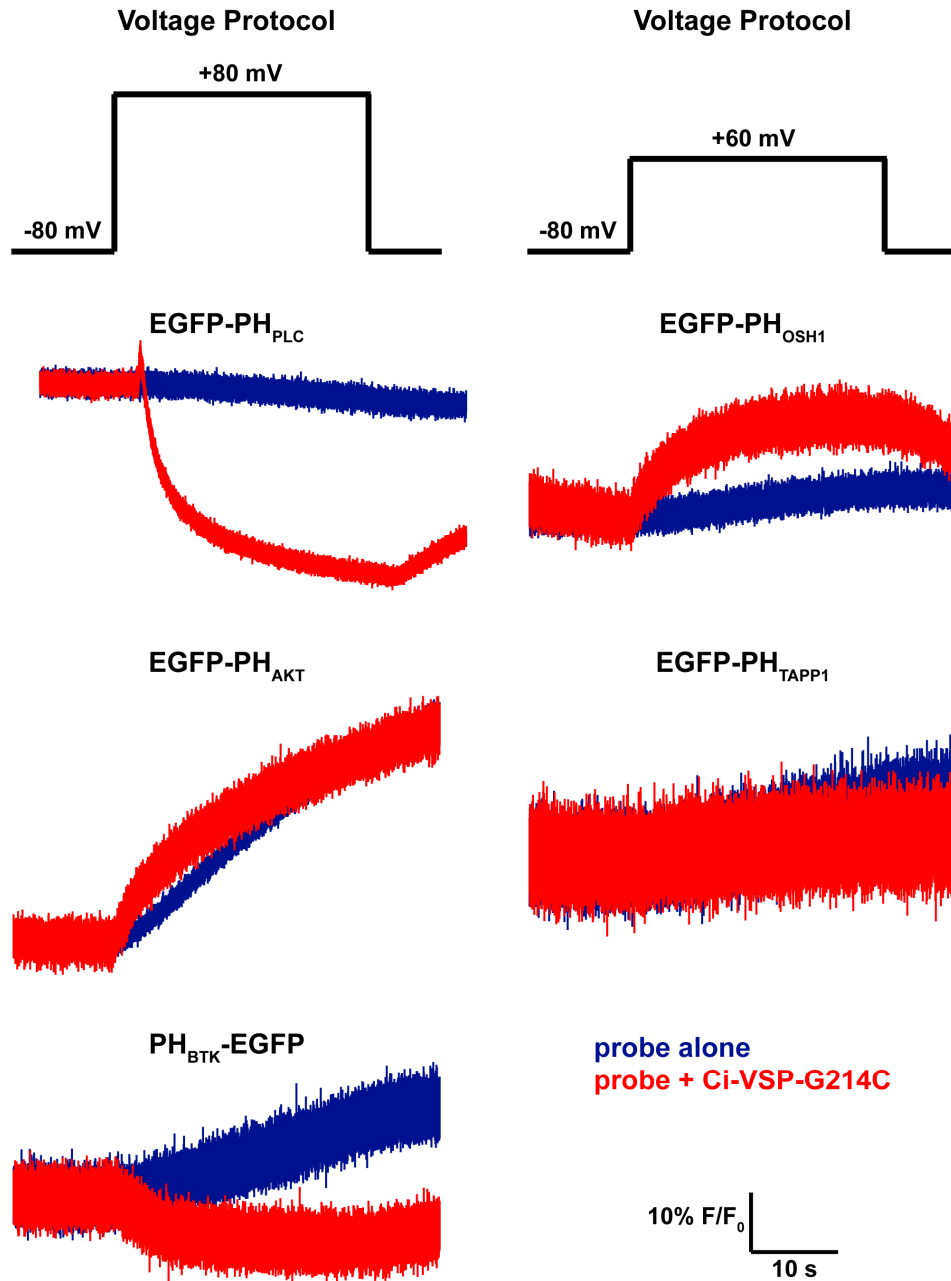 Voltage Protocol
+80 mV
-80 mV
Voltage Protocol
+60 mV
-80 mV
EGFP-PHPLC
EGFP-PHOSH1
EGFP-PHAKT
EGFP-PHTAPP1
PHBTK-EGFP
probe alone
probe + Ci-VSP-G214C
10% F/F0
10 s